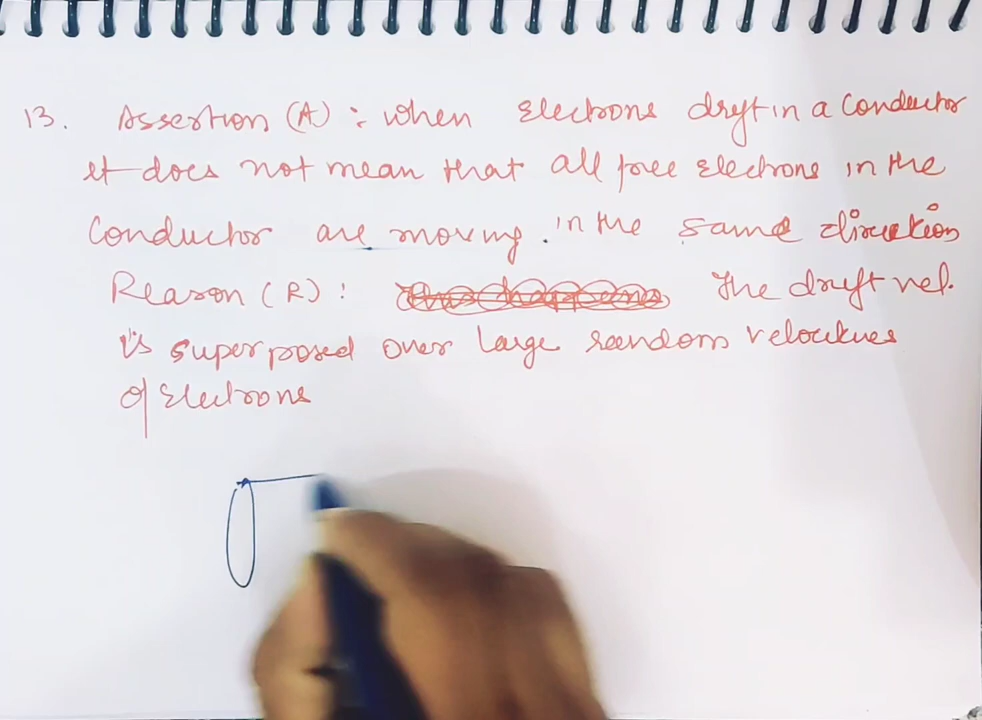 13. Assertion (A) : when electrons drift in a conductor
it does not mean that all free electrons in the
conductor are moving in the same direction
Reason (R) : The drift vel.
is superposed over large random velocities
of electrons